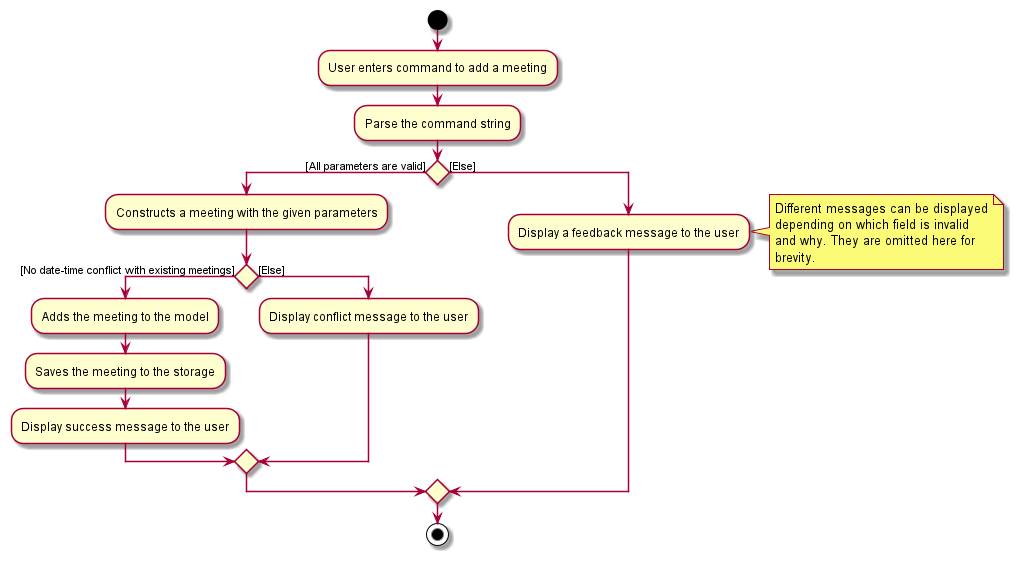 User enters command to add a meeting
Parse the command string
[All parameters are valid]
[Else]
Constructs a meeting with the given parameters
Display a feedback message to the user
Different messages can be displayed
depending on which field is invalid
and why. They are omitted here for
brevity.
[No date-time conflict with existing meetings]
[Else]
Adds the meeting to the model
Display conflict message to the user
Saves the meeting to the storage
Display success message to the user